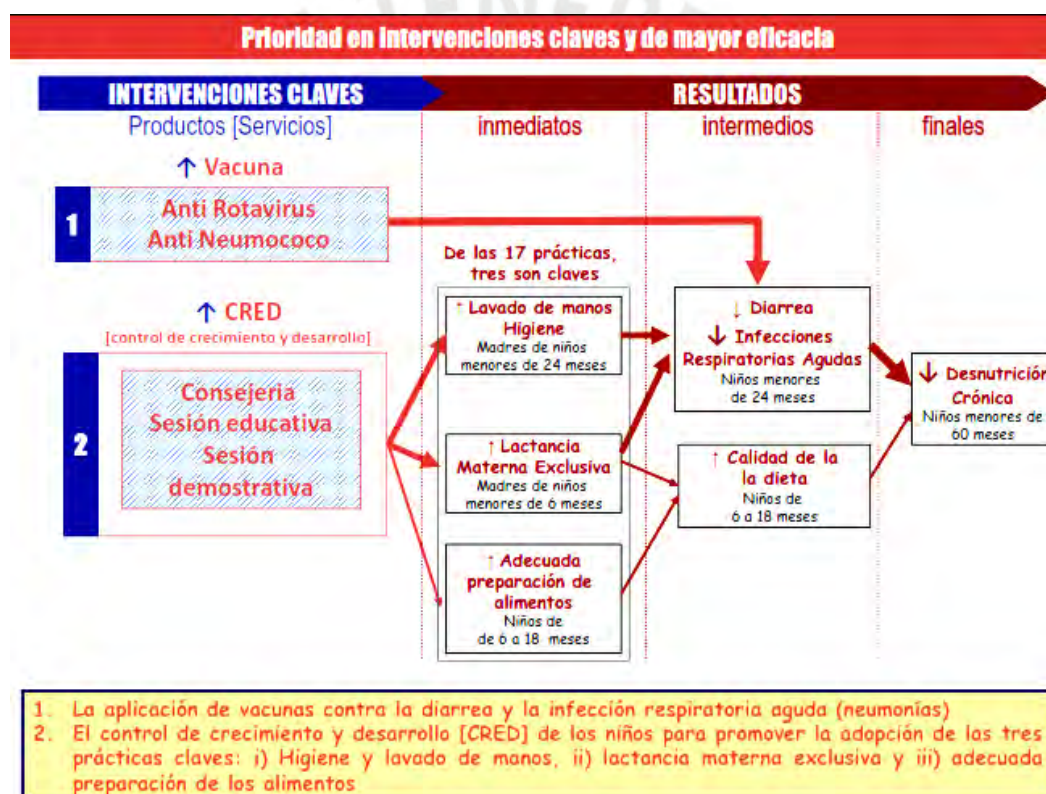 Prioridad en intervenciones claves y de mayor eficacia
INTERVENCIONES CLAVES
RESULTADOS
Productos [Servicios]
inmediatos
intermedios
finales
↑ Vacuna
1
Anti Rotavirus
Anti Neumococo
De las 17 prácticas,
tres son claves
↑ CRED
[control de crecimiento y desarrollo]
2
Consejeria
Sesión educativa
Sesión
demostrativa
↑ Lavado de manos
Higiene
Madres de niños
menores de 24 meses
↑ Lactancia
Materna Exclusiva
Madres de niños
menores de 6 meses
↑ Adecuada
preparación de
alimentos
Niños de
de 6 a 18 meses
↓ Diarrea
↓ Infecciones
Respiratorias Agudas
Niños menores
de 24 meses
↑ Calidad de la
la dieta
Niños de
6 a 18 meses
↓ Desnutrición
Crónica
Niños menores de
60 meses
1. La aplicación de vacunas contra la diarrea y la infección respiratoria aguda (neumonías)
2. El control de crecimiento y desarrollo [CRED] de los niños para promover la adopción de las tres
prácticas claves: i) Higiene y lavado de manos, ii) lactancia materna exclusiva y iii) adecuada
preparación de los alimentos